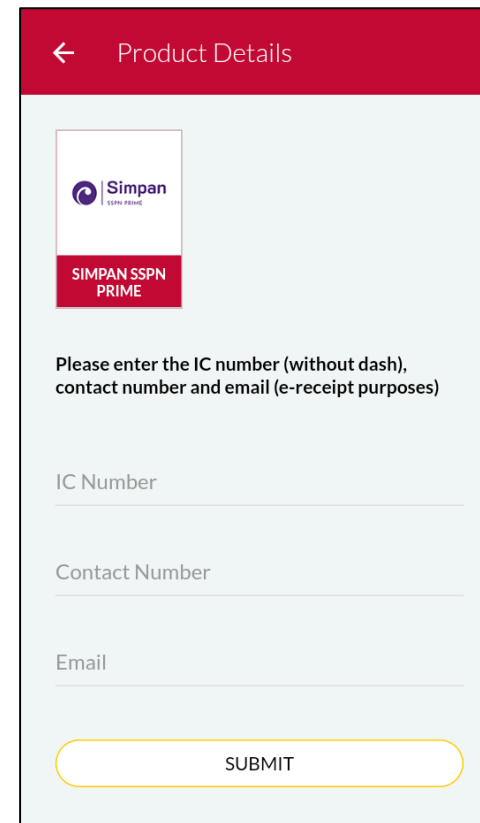 Product Details
Simpan
SSPN PRIME
SIMPAN SSPN
PRIME
Please enter the IC number (without dash),
contact number and email (e-receipt purposes)
IC Number
Contact Number
Email
SUBMIT